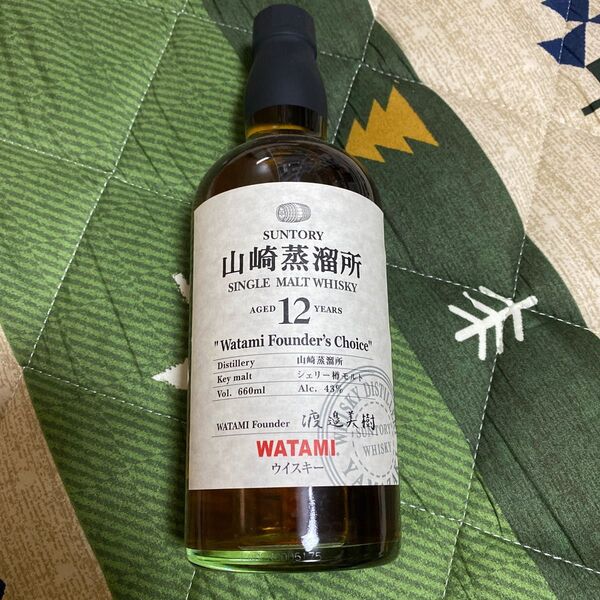 SUNTORY
山崎蒸溜所
SINGLE MALT WHISKY
AGED 12 YEARS
"Watami Founder's Choice"
Distillery 山崎蒸溜所
Key malt シェリー樽モルト
Vol. 660ml Alc. 43%
WATAMI Founder 渡邉美樹
WATAMI
ウイスキー
SUNTORY
WHISKY